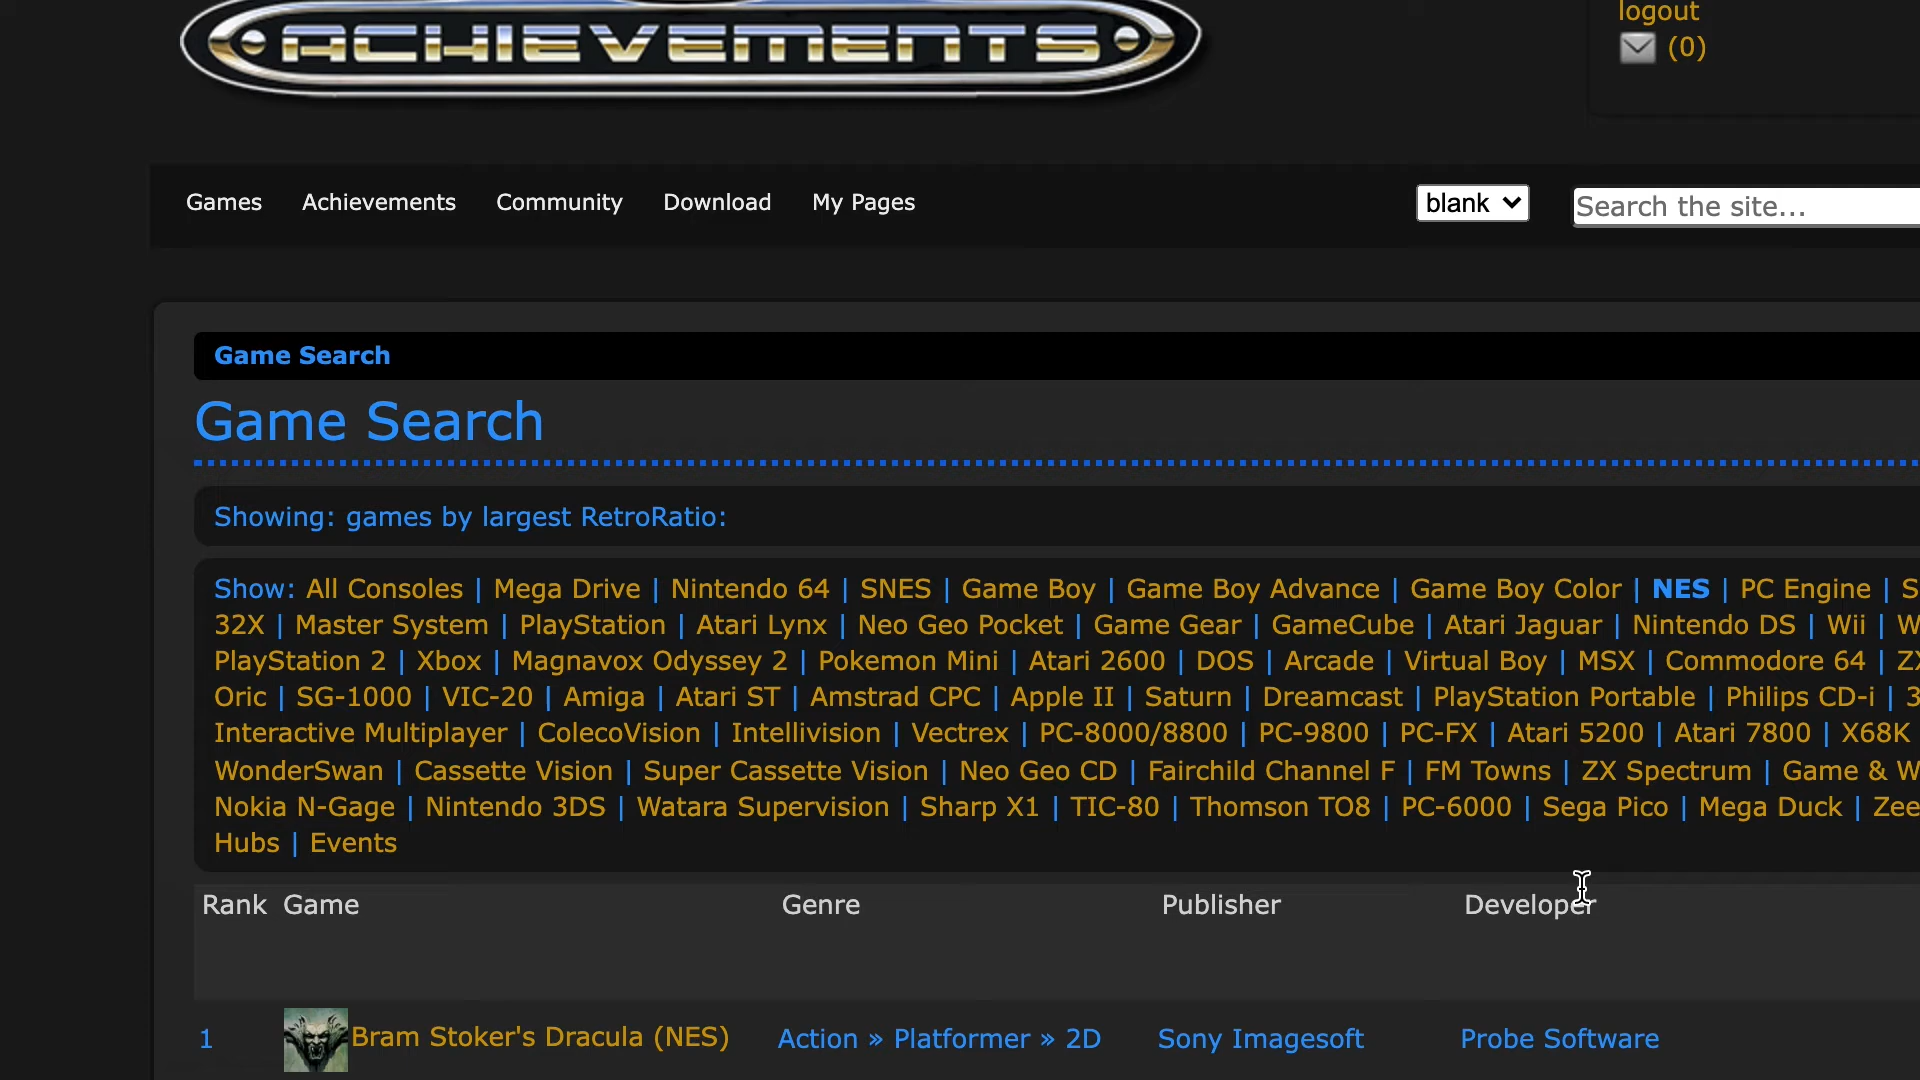 ACHIEVEMENTS
logout
(0)
Games Achievements Community Download My Pages blank Search the site...
Game Search
Game Search
Showing: games by largest RetroRatio:
Show: All Consoles | Mega Drive | Nintendo 64 | SNES | Game Boy | Game Boy Advance | Game Boy Color | NES | PC Engine | S
32X | Master System | PlayStation | Atari Lynx | Neo Geo Pocket | Game Gear | GameCube | Atari Jaguar | Nintendo DS | Wii | W
PlayStation 2 | Xbox | Magnavox Odyssey 2 | Pokemon Mini | Atari 2600 | DOS | Arcade | Virtual Boy | MSX | Commodore 64 | ZX
Oric | SG-1000 | VIC-20 | Amiga | Atari ST | Amstrad CPC | Apple II | Saturn | Dreamcast | PlayStation Portable | Philips CD-i | 3
Interactive Multiplayer | ColecoVision | Intellivision | Vectrex | PC-8000/8800 | PC-9800 | PC-FX | Atari 5200 | Atari 7800 | X68K
WonderSwan | Cassette Vision | Super Cassette Vision | Neo Geo CD | Fairchild Channel F | FM Towns | ZX Spectrum | Game & W
Nokia N-Gage | Nintendo 3DS | Watara Supervision | Sharp X1 | TIC-80 | Thomson TO8 | PC-6000 | Sega Pico | Mega Duck | Zee
Hubs | Events
Rank Game Genre Publisher Developer
1 Bram Stoker's Dracula (NES) Action » Platformer » 2D Sony Imagesoft Probe Software